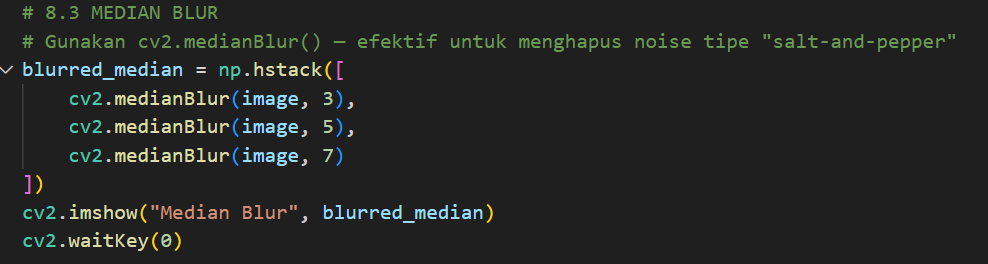 # 8.3 MEDIAN BLUR
# Gunakan cv2.medianBlur() — efektif untuk menghapus noise tipe "salt-and-pepper"
blurred_median = np.hstack([
    cv2.medianBlur(image, 3),
    cv2.medianBlur(image, 5),
    cv2.medianBlur(image, 7)
])
cv2.imshow("Median Blur", blurred_median)
cv2.waitKey(0)